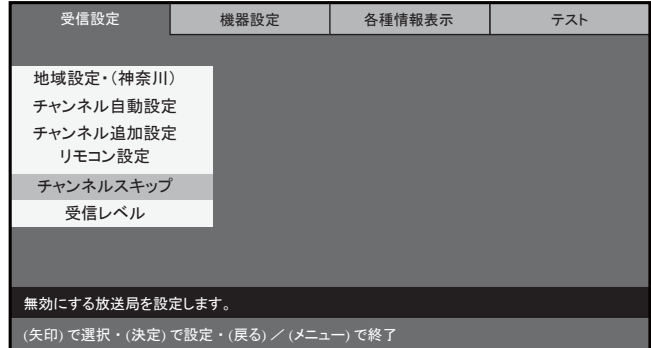 受信設定 機器設定 各種情報表示 テスト
地域設定・(神奈川)
チャンネル自動設定
チャンネル追加設定
リモコン設定
チャンネルスキップ
受信レベル
無効にする放送局を設定します。
(矢印) で選択・(決定) で設定・(戻る) ／ (メニュー) で終了